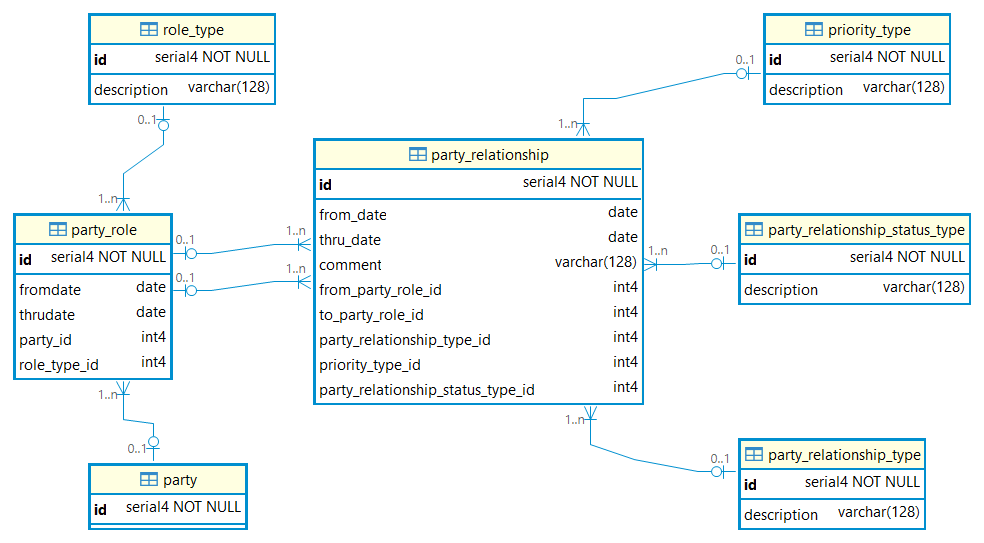 role_type
id serial4 NOT NULL
description varchar(128)
0..1
1..n
party_role
id serial4 NOT NULL
fromdate date
thrudate date
party_id int4
role_type_id int4
1..n
0..1
party
id serial4 NOT NULL
0..1
1..n
0..1
1..n
party_relationship
id serial4 NOT NULL
from_date date
thru_date date
comment varchar(128)
from_party_role_id int4
to_party_role_id int4
party_relationship_type_id int4
priority_type_id int4
party_relationship_status_type_id int4
1..n
0..1
priority_type
id serial4 NOT NULL
description varchar(128)
1..n
0..1
party_relationship_status_type
id serial4 NOT NULL
description varchar(128)
1..n
0..1
party_relationship_type
id serial4 NOT NULL
description varchar(128)